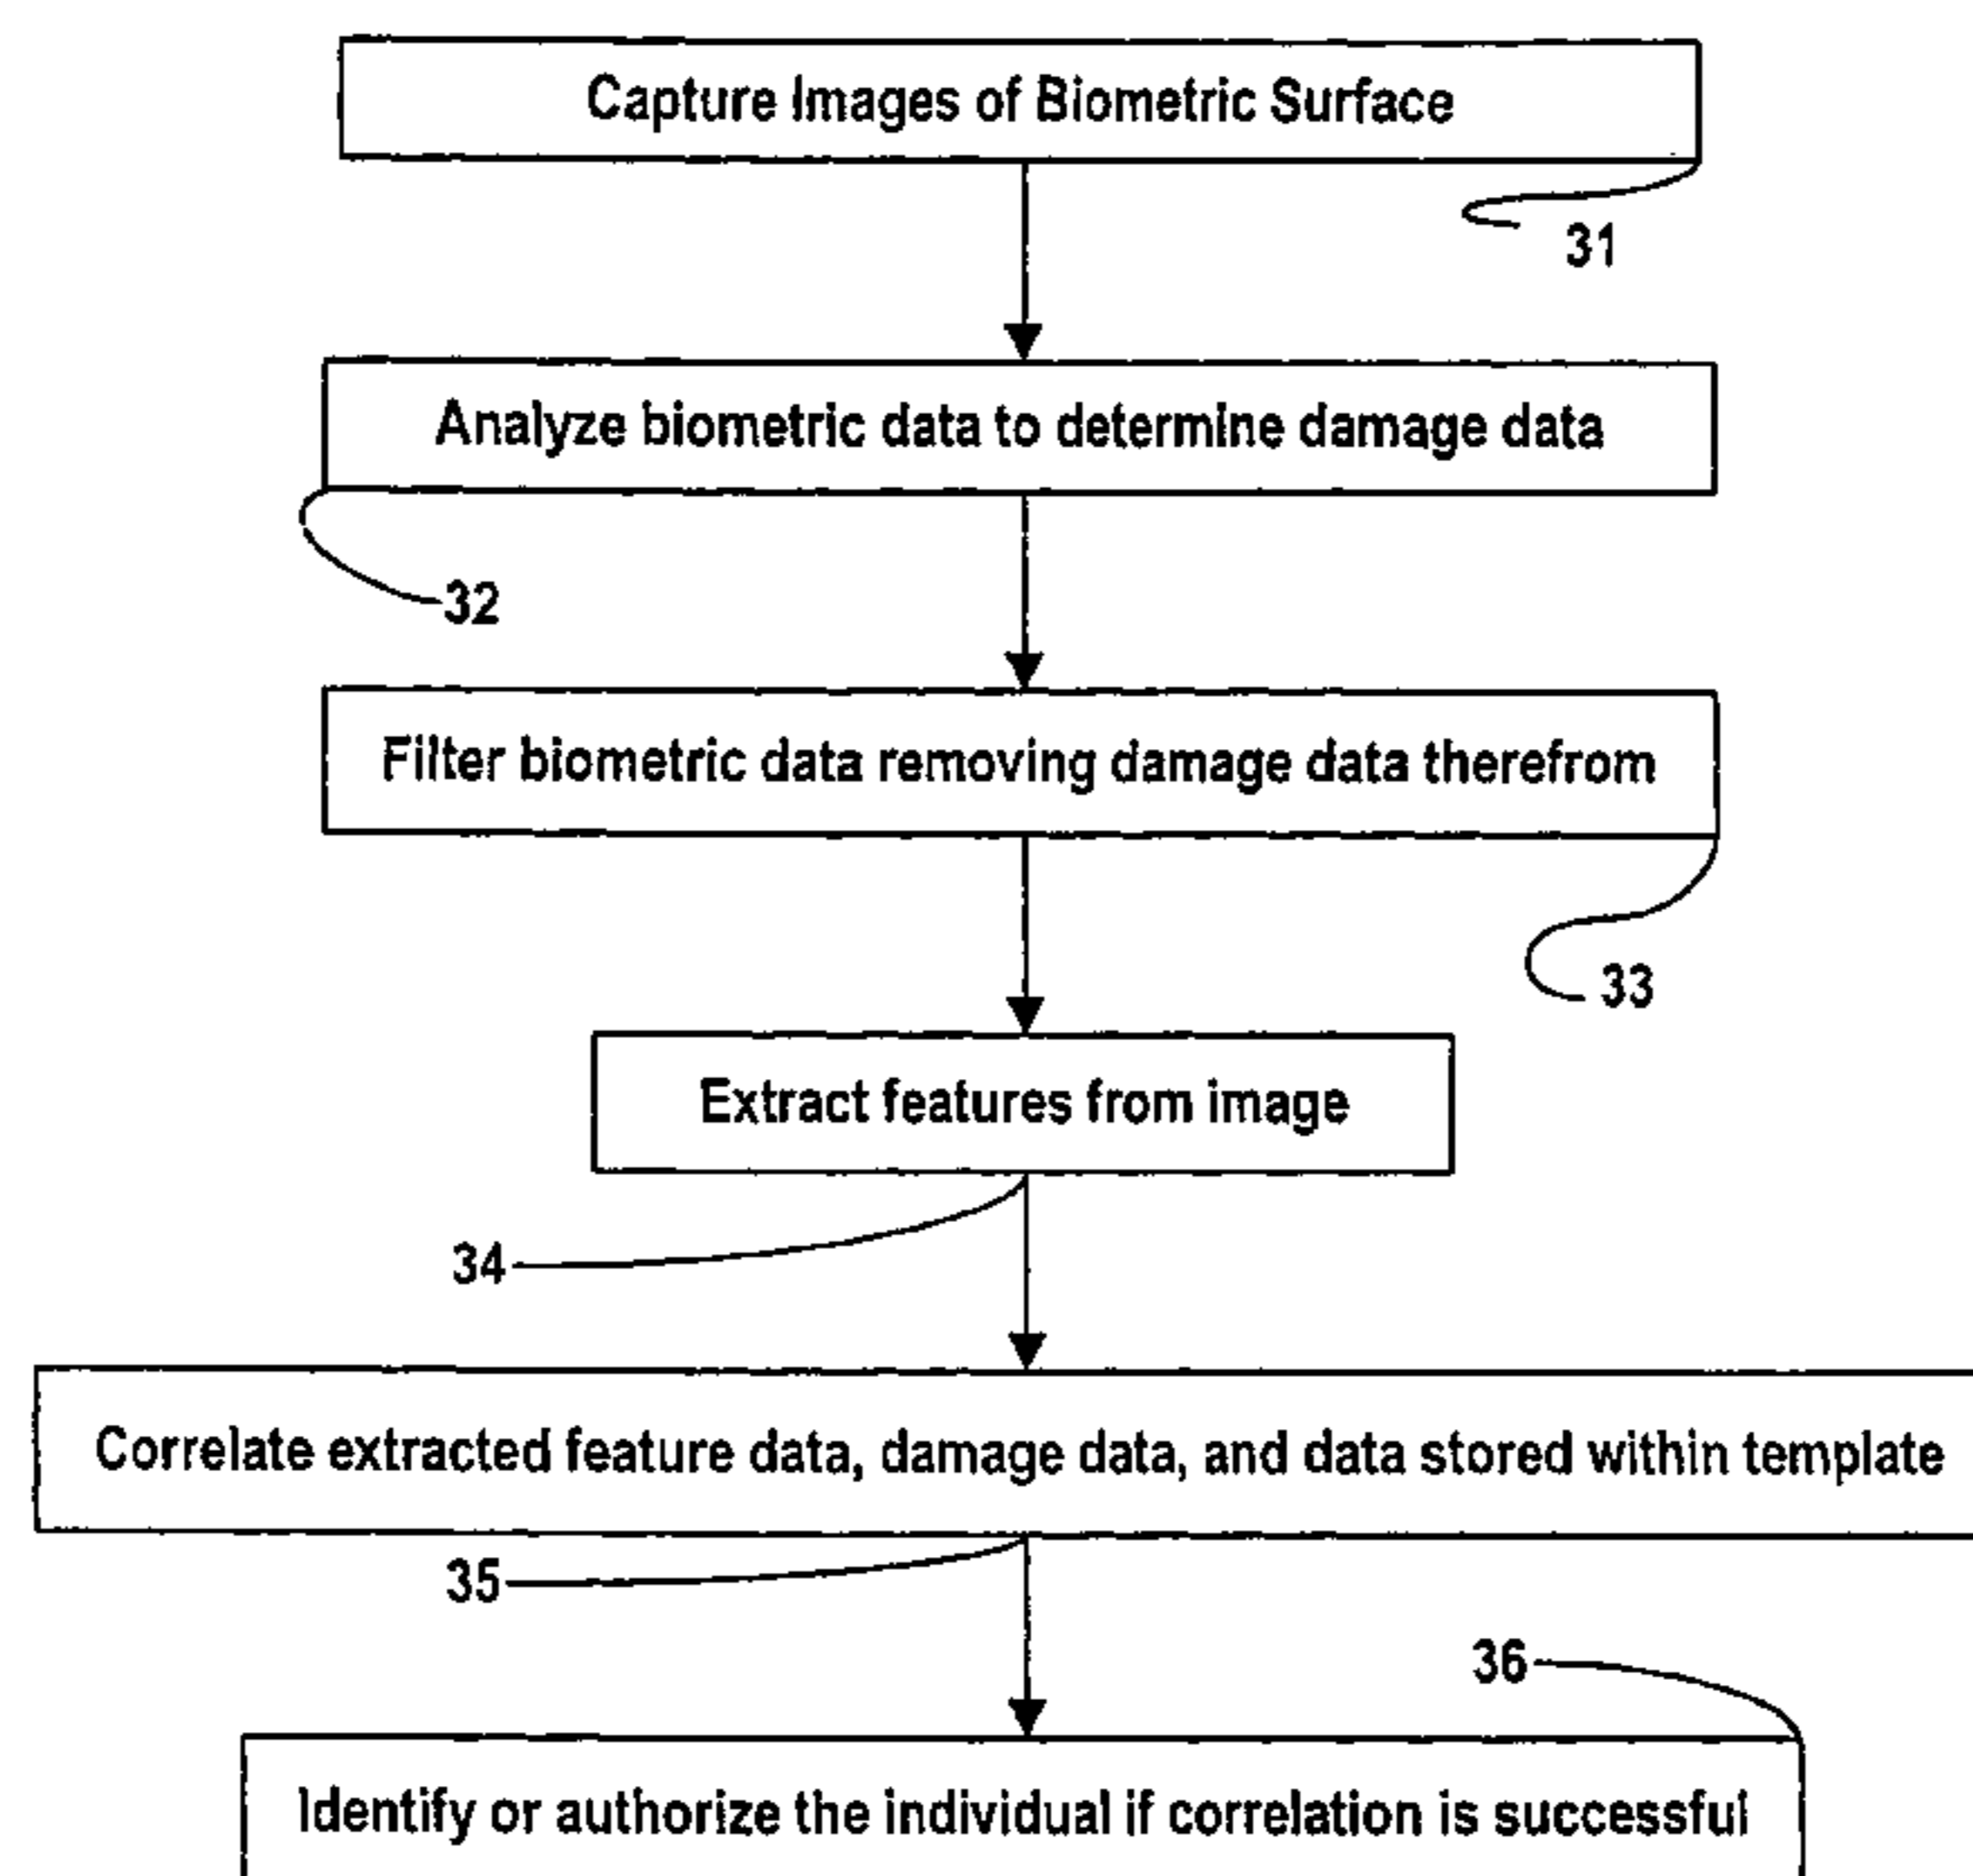 Capture Images of Biometric Surface
31
Analyze biometric data to determine damage data
32
Filter biometric data removing damage data therefrom
33
Extract features from image
34
Correlate extracted feature data, damage data, and data stored within template
35
36
Identify or authorize the individual if correlation is successful